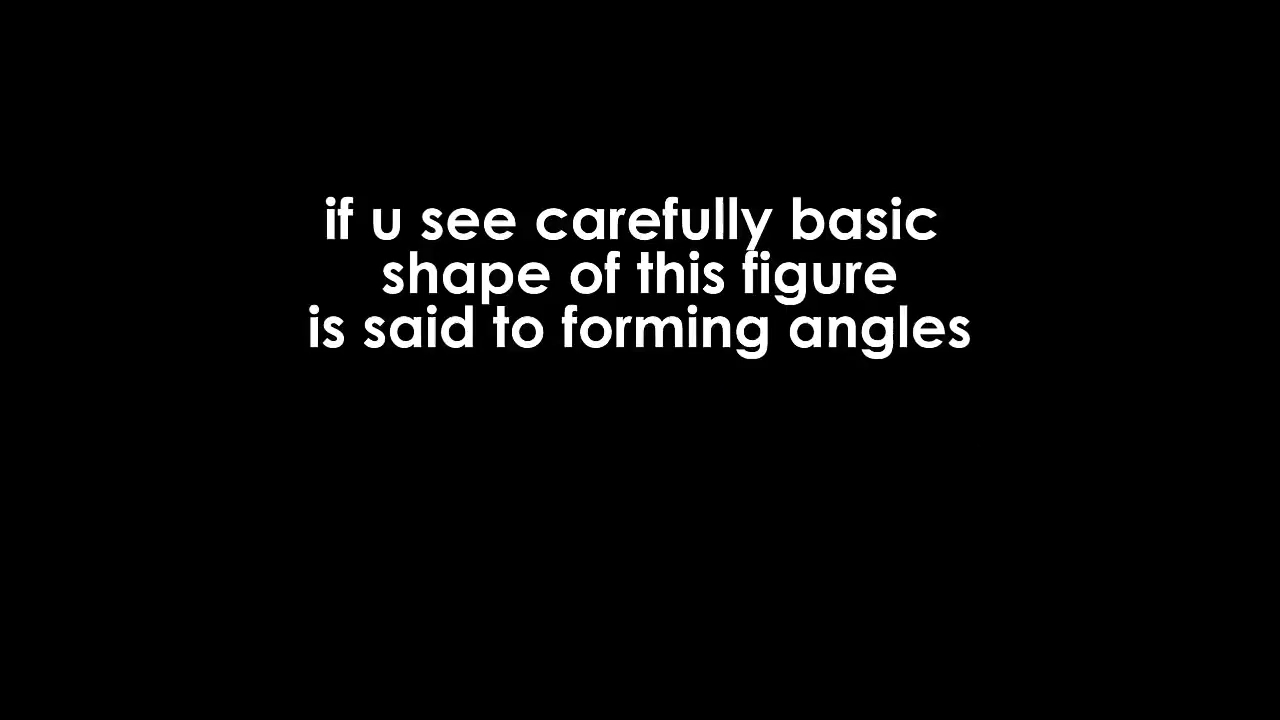 if u see carefully basic
shape of this figure
is said to forming angles